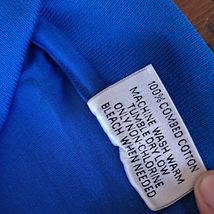 100% COMBED COTTON
MACHINE WASH WARM
TUMBLE DRY LOW
ONLY NON-CHLORINE
BLEACH WHEN NEEDED